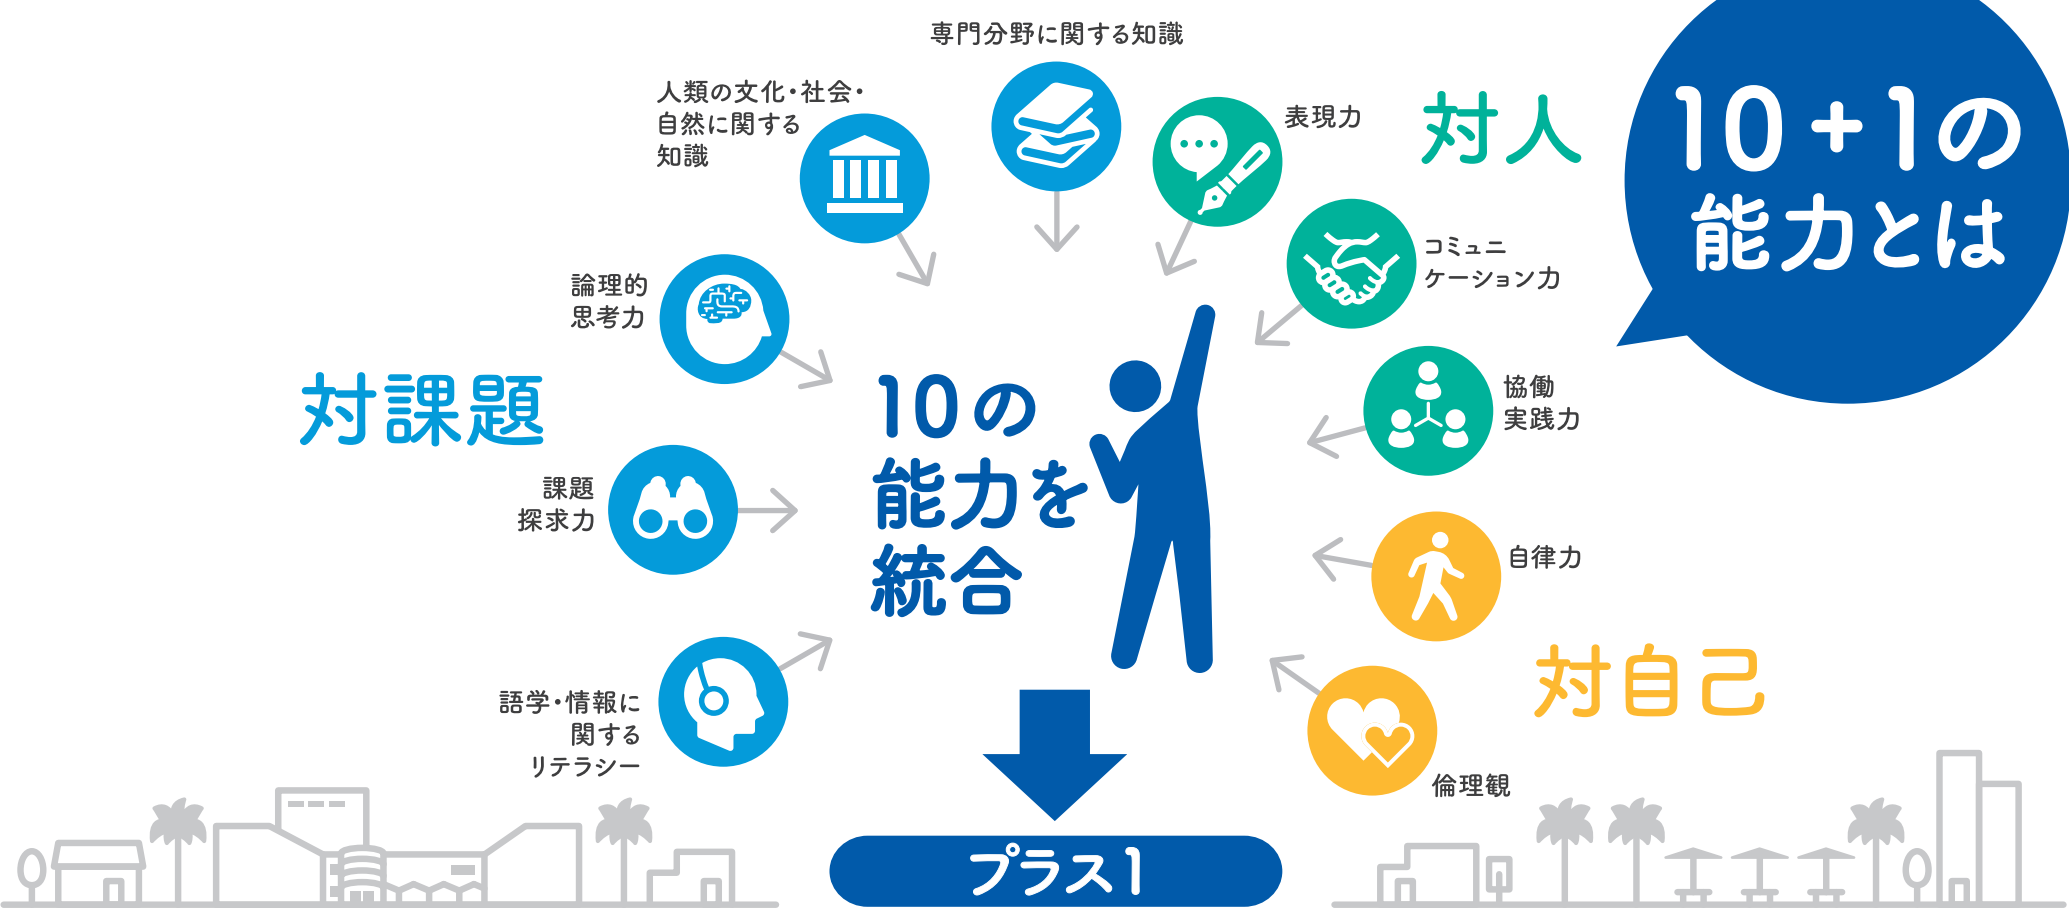 10+1の
能力とは
専門分野に関する知識
人類の文化・社会・
自然に関する
知識
論理的
思考力
対課題
課題
探求力
語学・情報に
関する
リテラシー
対人
表現力
コミュニ
ケーション力
協働
実践力
自律力
対自己
倫理観
10の
能力を
統合
プラス1